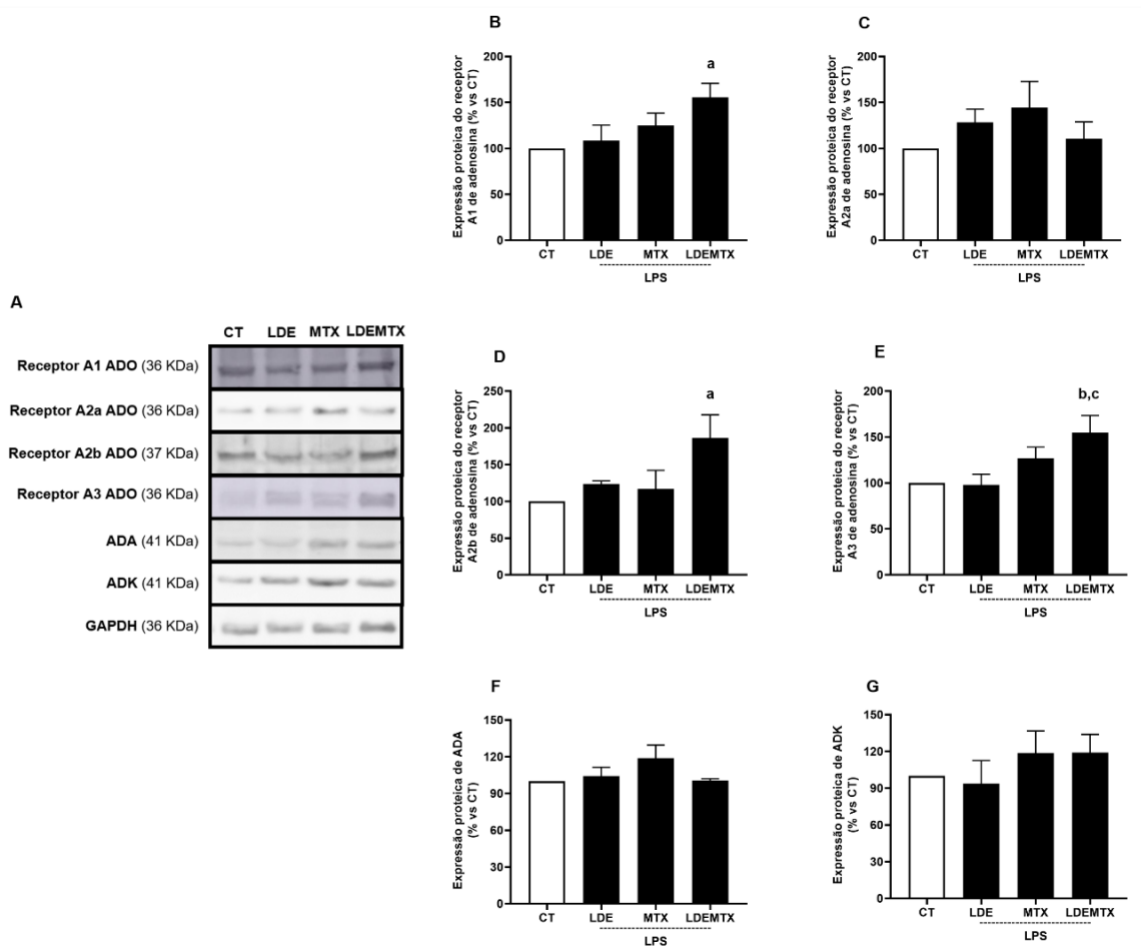 A
CT LDE MTX LDEMTX
Receptor A1 ADO (36 KDa)
Receptor A2a ADO (36 KDa)
Receptor A2b ADO (37 KDa)
Receptor A3 ADO (36 KDa)
ADA (41 KDa)
ADK (41 KDa)
GAPDH (36 KDa)
B
Expressão proteica do receptor
A1 de adenosina (% vs CT)
200
150
100
50
0
a
CT LDE MTX LDEMTX
LPS
C
Expressão proteica do receptor
A2a de adenosina (% vs CT)
200
150
100
50
0
CT LDE MTX LDEMTX
LPS
D
Expressão proteica do receptor
A2b de adenosina (% vs CT)
250
200
150
100
50
0
a
CT LDE MTX LDEMTX
LPS
E
Expressão proteica do receptor
A3 de adenosina (% vs CT)
200
150
100
50
0
b,c
CT LDE MTX LDEMTX
LPS
F
Expressão proteica de ADA
(% vs CT)
150
120
90
60
30
0
CT LDE MTX LDEMTX
LPS
G
Expressão proteica de ADK
(% vs CT)
150
120
90
60
30
0
CT LDE MTX LDEMTX
LPS